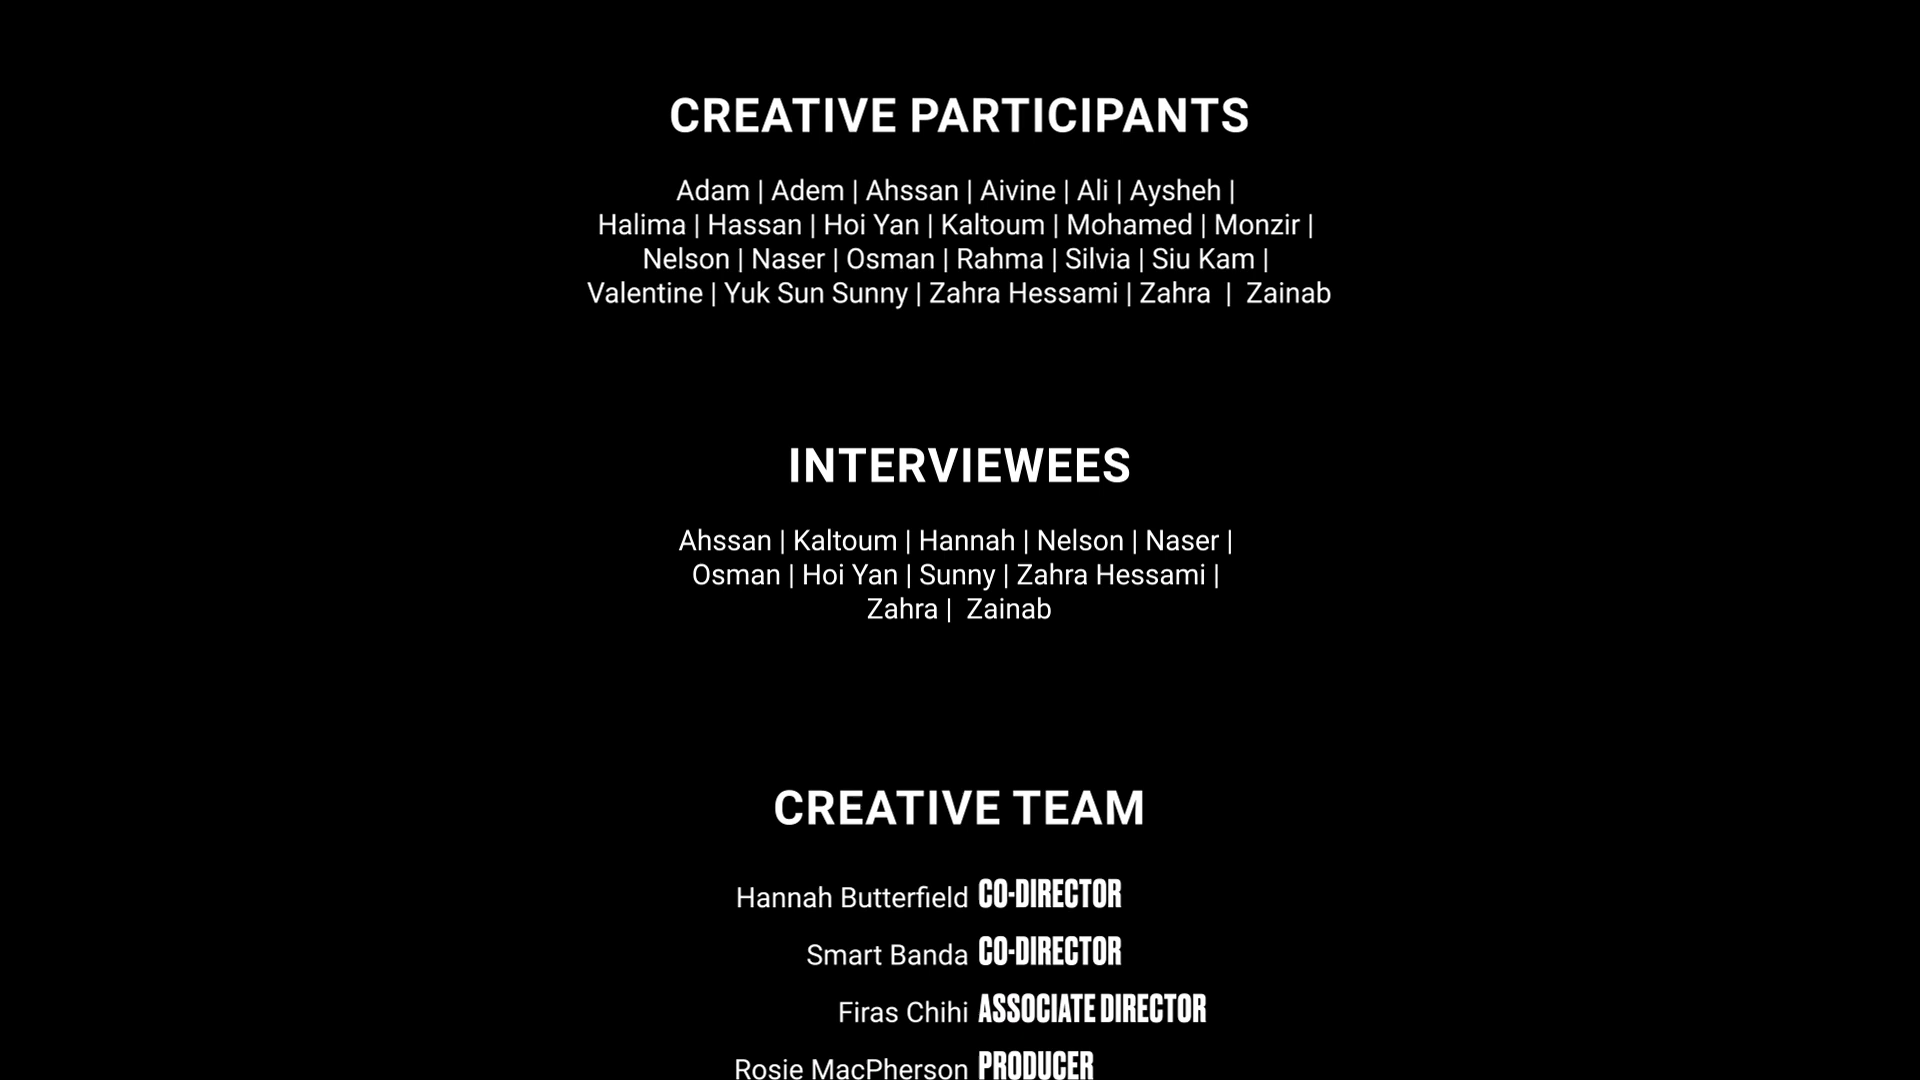 CREATIVE PARTICIPANTS
Adam | Adem | Ahssan | Aivine | Ali | Aysheh |
Halima | Hassan | Hoi Yan | Kaltoum | Mohamed | Monzir |
Nelson | Naser | Osman | Rahma | Silvia | Siu Kam |
Valentine | Yuk Sun Sunny | Zahra Hessami | Zahra | Zainab
INTERVIEWEES
Ahssan | Kaltoum | Hannah | Nelson | Naser |
Osman | Hoi Yan | Sunny | Zahra Hessami |
Zahra | Zainab
CREATIVE TEAM
Hannah Butterfield CO-DIRECTOR
Smart Banda CO-DIRECTOR
Firas Chihi ASSOCIATE DIRECTOR
Rosie MacPherson PRODUCER